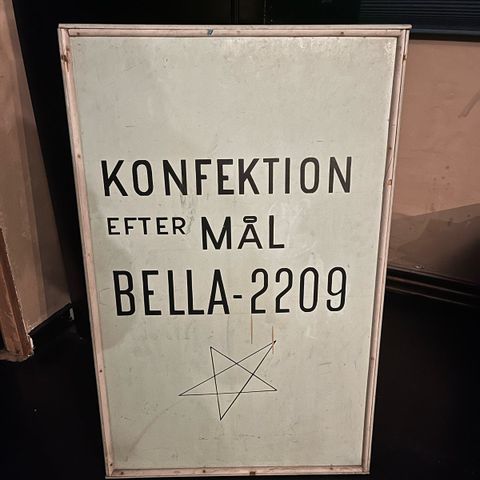 KONFEKTION
EFTER MÅL
BELLA-2209